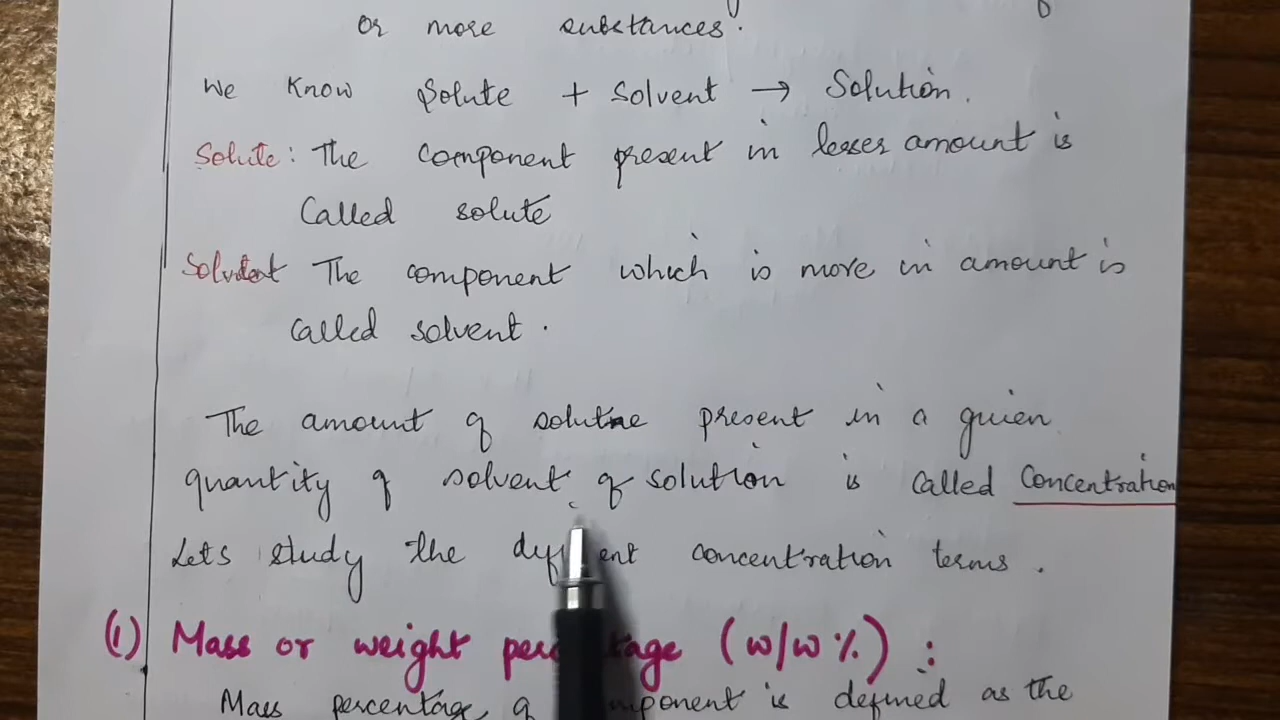 or more substances.
We Know Solute + Solvent → Solution.
Solute: The component present in lesser amount is
Called solute
Solvent The component which is more in amount is
called solvent.
The amount of solute present in a given
quantity of solvent of solution is called Concentration
Lets study the concentration terms.
(1) Mass or weight (w/w %) :
Mass percentage of is defined as the